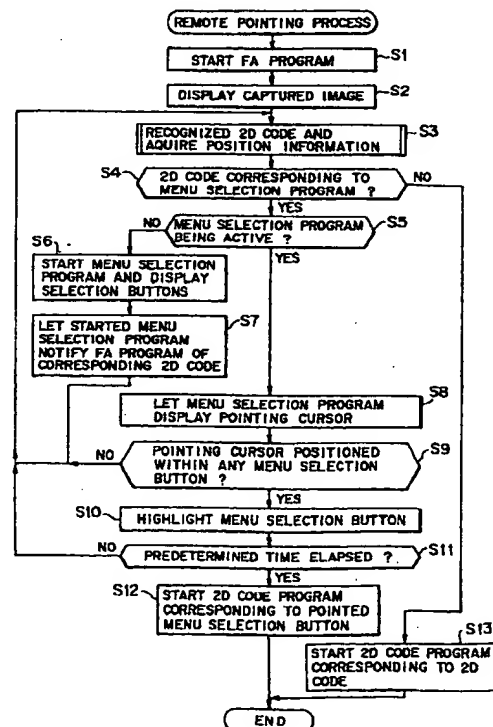 REMOTE POINTING PROCESS
START FA PROGRAM
S1
DISPLAY CAPTURED IMAGE
S2
RECOGNIZED 2D CODE AND
AQUIRE POSITION INFORMATION
S3
S4
2D CODE CORRESPONDING TO
MENU SELECTION PROGRAM ?
NO
YES
NO
MENU SELECTION PROGRAM
BEING ACTIVE ?
S5
S6
YES
START MENU SELECTION
PROGRAM AND DISPLAY
SELECTION BUTTONS
S7
LET STARTED MENU
SELECTION PROGRAM
NOTIFY FA PROGRAM OF
CORRESPONDING 2D CODE
S8
LET MENU SELECTION PROGRAM
DISPLAY POINTING CURSOR
S9
NO
POINTING CURSOR POSITIONED
WITHIN ANY MENU SELECTION
BUTTON ?
YES
S10
HIGHLIGHT MENU SELECTION BUTTON
NO
PREDETERMINED TIME ELAPSED ?
S11
S12
YES
START 2D CODE PROGRAM
CORRESPONDING TO POINTED
MENU SELECTION BUTTON
S13
START 2D CODE PROGRAM
CORRESPONDING TO 2D
CODE
END